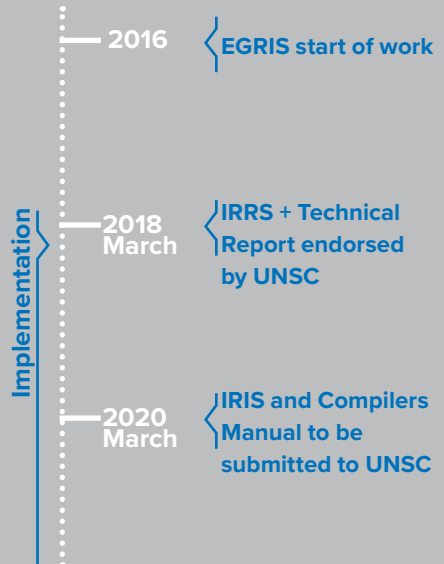 2016
EGRIS start of work
Implementation
2018
March
IRRS + Technical
Report endorsed
by UNSC
2020
March
IRIS and Compilers
Manual to be
submitted to UNSC